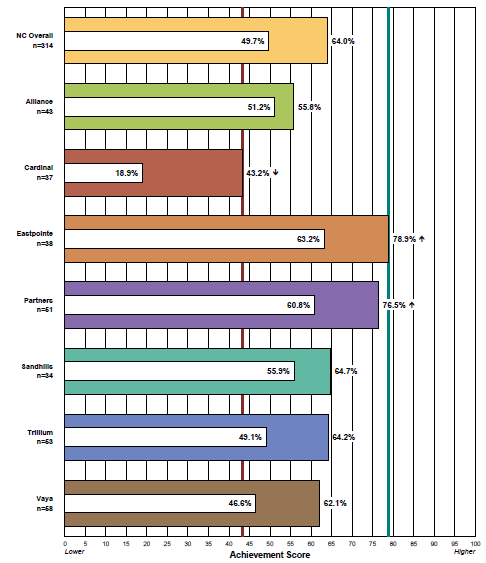 NC Overall
n=314
49.7%
64.0%
Alliance
n=43
51.2%
55.8%
Cardinal
n=37
18.9%
43.2% ↓
Eastpointe
n=38
63.2%
78.9% ↑
Partners
n=51
60.8%
76.5% ↑
Sandhills
n=34
55.9%
64.7%
Trillium
n=53
49.1%
64.2%
Vaya
n=58
46.6%
62.1%
0 5 10 15 20 25 30 35 40 45 50 55 60 65 70 75 80 85 90 95 100
Lower Achievement Score Higher